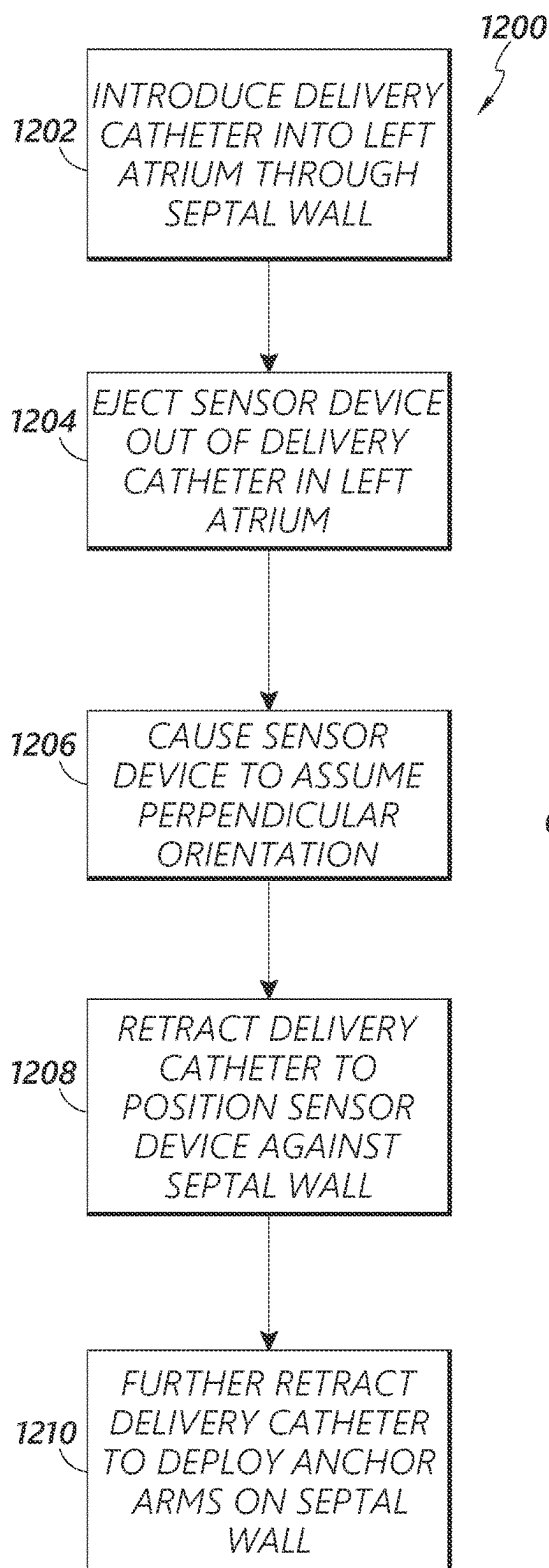 1200
1202
INTRODUCE DELIVERY
CATHETER INTO LEFT
ATRIUM THROUGH
SEPTAL WALL
1204
EJECT SENSOR DEVICE
OUT OF DELIVERY
CATHETER IN LEFT
ATRIUM
1206
CAUSE SENSOR
DEVICE TO ASSUME
PERPENDICULAR
ORIENTATION
1208
RETRACT DELIVERY
CATHETER TO
POSITION SENSOR
DEVICE AGAINST
SEPTAL WALL
1210
FURTHER RETRACT
DELIVERY CATHETER
TO DEPLOY ANCHOR
ARMS ON SEPTAL
WALL